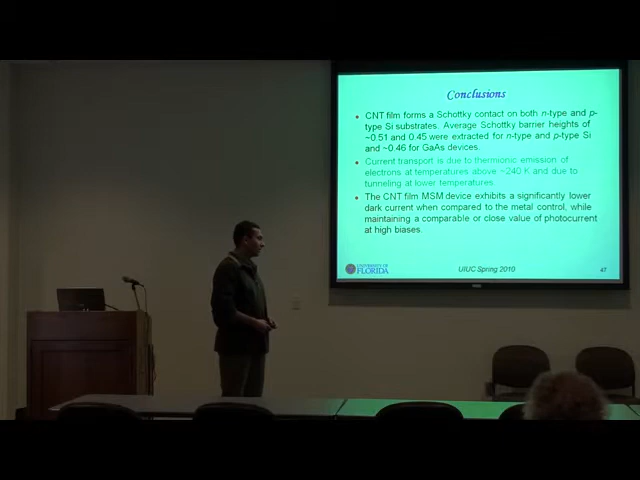 Conclusions
• CNT film forms a Schottky contact on both n-type and p-
type Si substrates. Average Schottky barrier heights of
~0.51 and 0.45 were extracted for n-type and p-type Si
and ~0.46 for GaAs devices.
• Current transport is due to thermionic emission of
electrons at temperatures above ~240 K and due to
tunneling at lower temperatures.
• The CNT film MSM device exhibits a significantly lower
dark current when compared to the metal control, while
maintaining a comparable or close value of photocurrent
at high biases.
UNIVERSITY OF
FLORIDA
UIUC Spring 2010
47